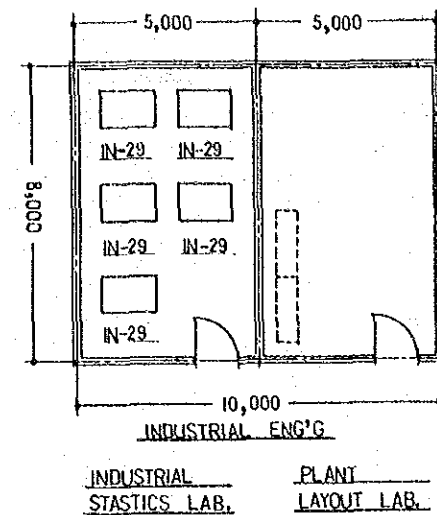 5,000 5,000
IN-29 IN-29
8,000
IN-29 IN-29
IN-29
10,000
INDUSTRIAL ENG'G
INDUSTRIAL PLANT
STASTICS LAB. LAYOUT LAB.